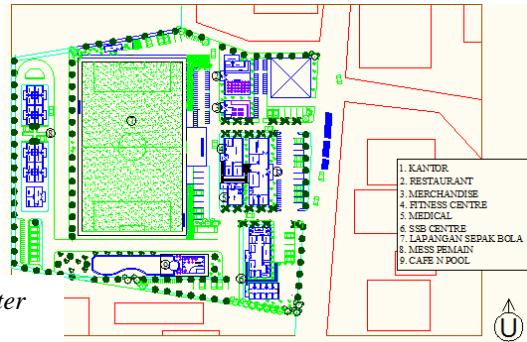 1. KANTOR
2. RESTAURANT
3. MERCHANDISE
4. FITNESS CENTRE
5. MEDICAL
6. SSB CENTRE
7. LAPANGAN SEPAK BOLA
8. MESS PEMAIN
9. CAFE N POOL
ter
U